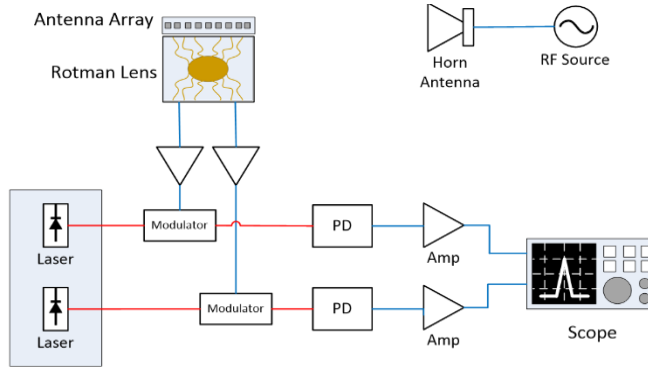 Antenna Array
Rotman Lens
Horn
Antenna
RF Source
Modulator
PD
Laser
Amp
Modulator
PD
Laser
Amp
Scope